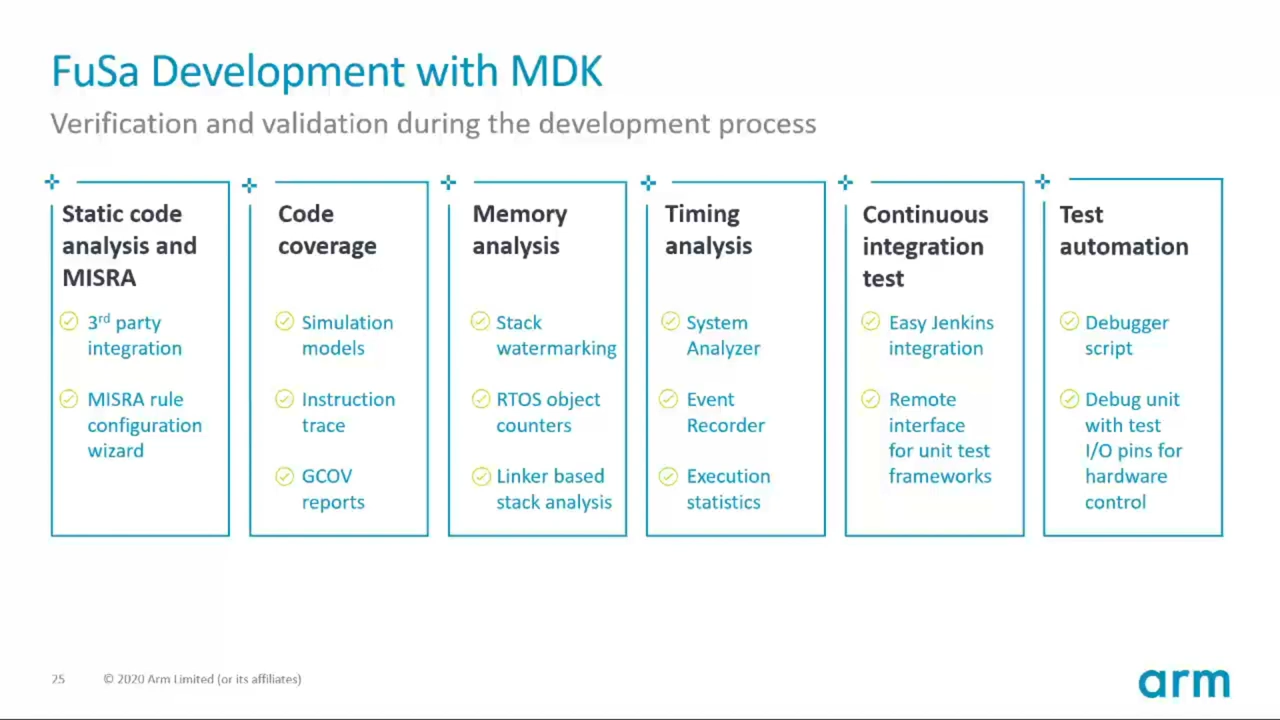 FuSa Development with MDK
Verification and validation during the development process
Static code
analysis and
MISRA
3rd party
integration
MISRA rule
configuration
wizard
Code
coverage
Simulation
models
Instruction
trace
GCOV
reports
Memory
analysis
Stack
watermarking
RTOS object
counters
Linker based
stack analysis
Timing
analysis
System
Analyzer
Event
Recorder
Execution
statistics
Continuous
integration
test
Easy Jenkins
integration
Remote
interface
for unit test
frameworks
Test
automation
Debugger
script
Debug unit
with test
I/O pins for
hardware
control
25 © 2020 Arm Limited (or its affiliates)
arm